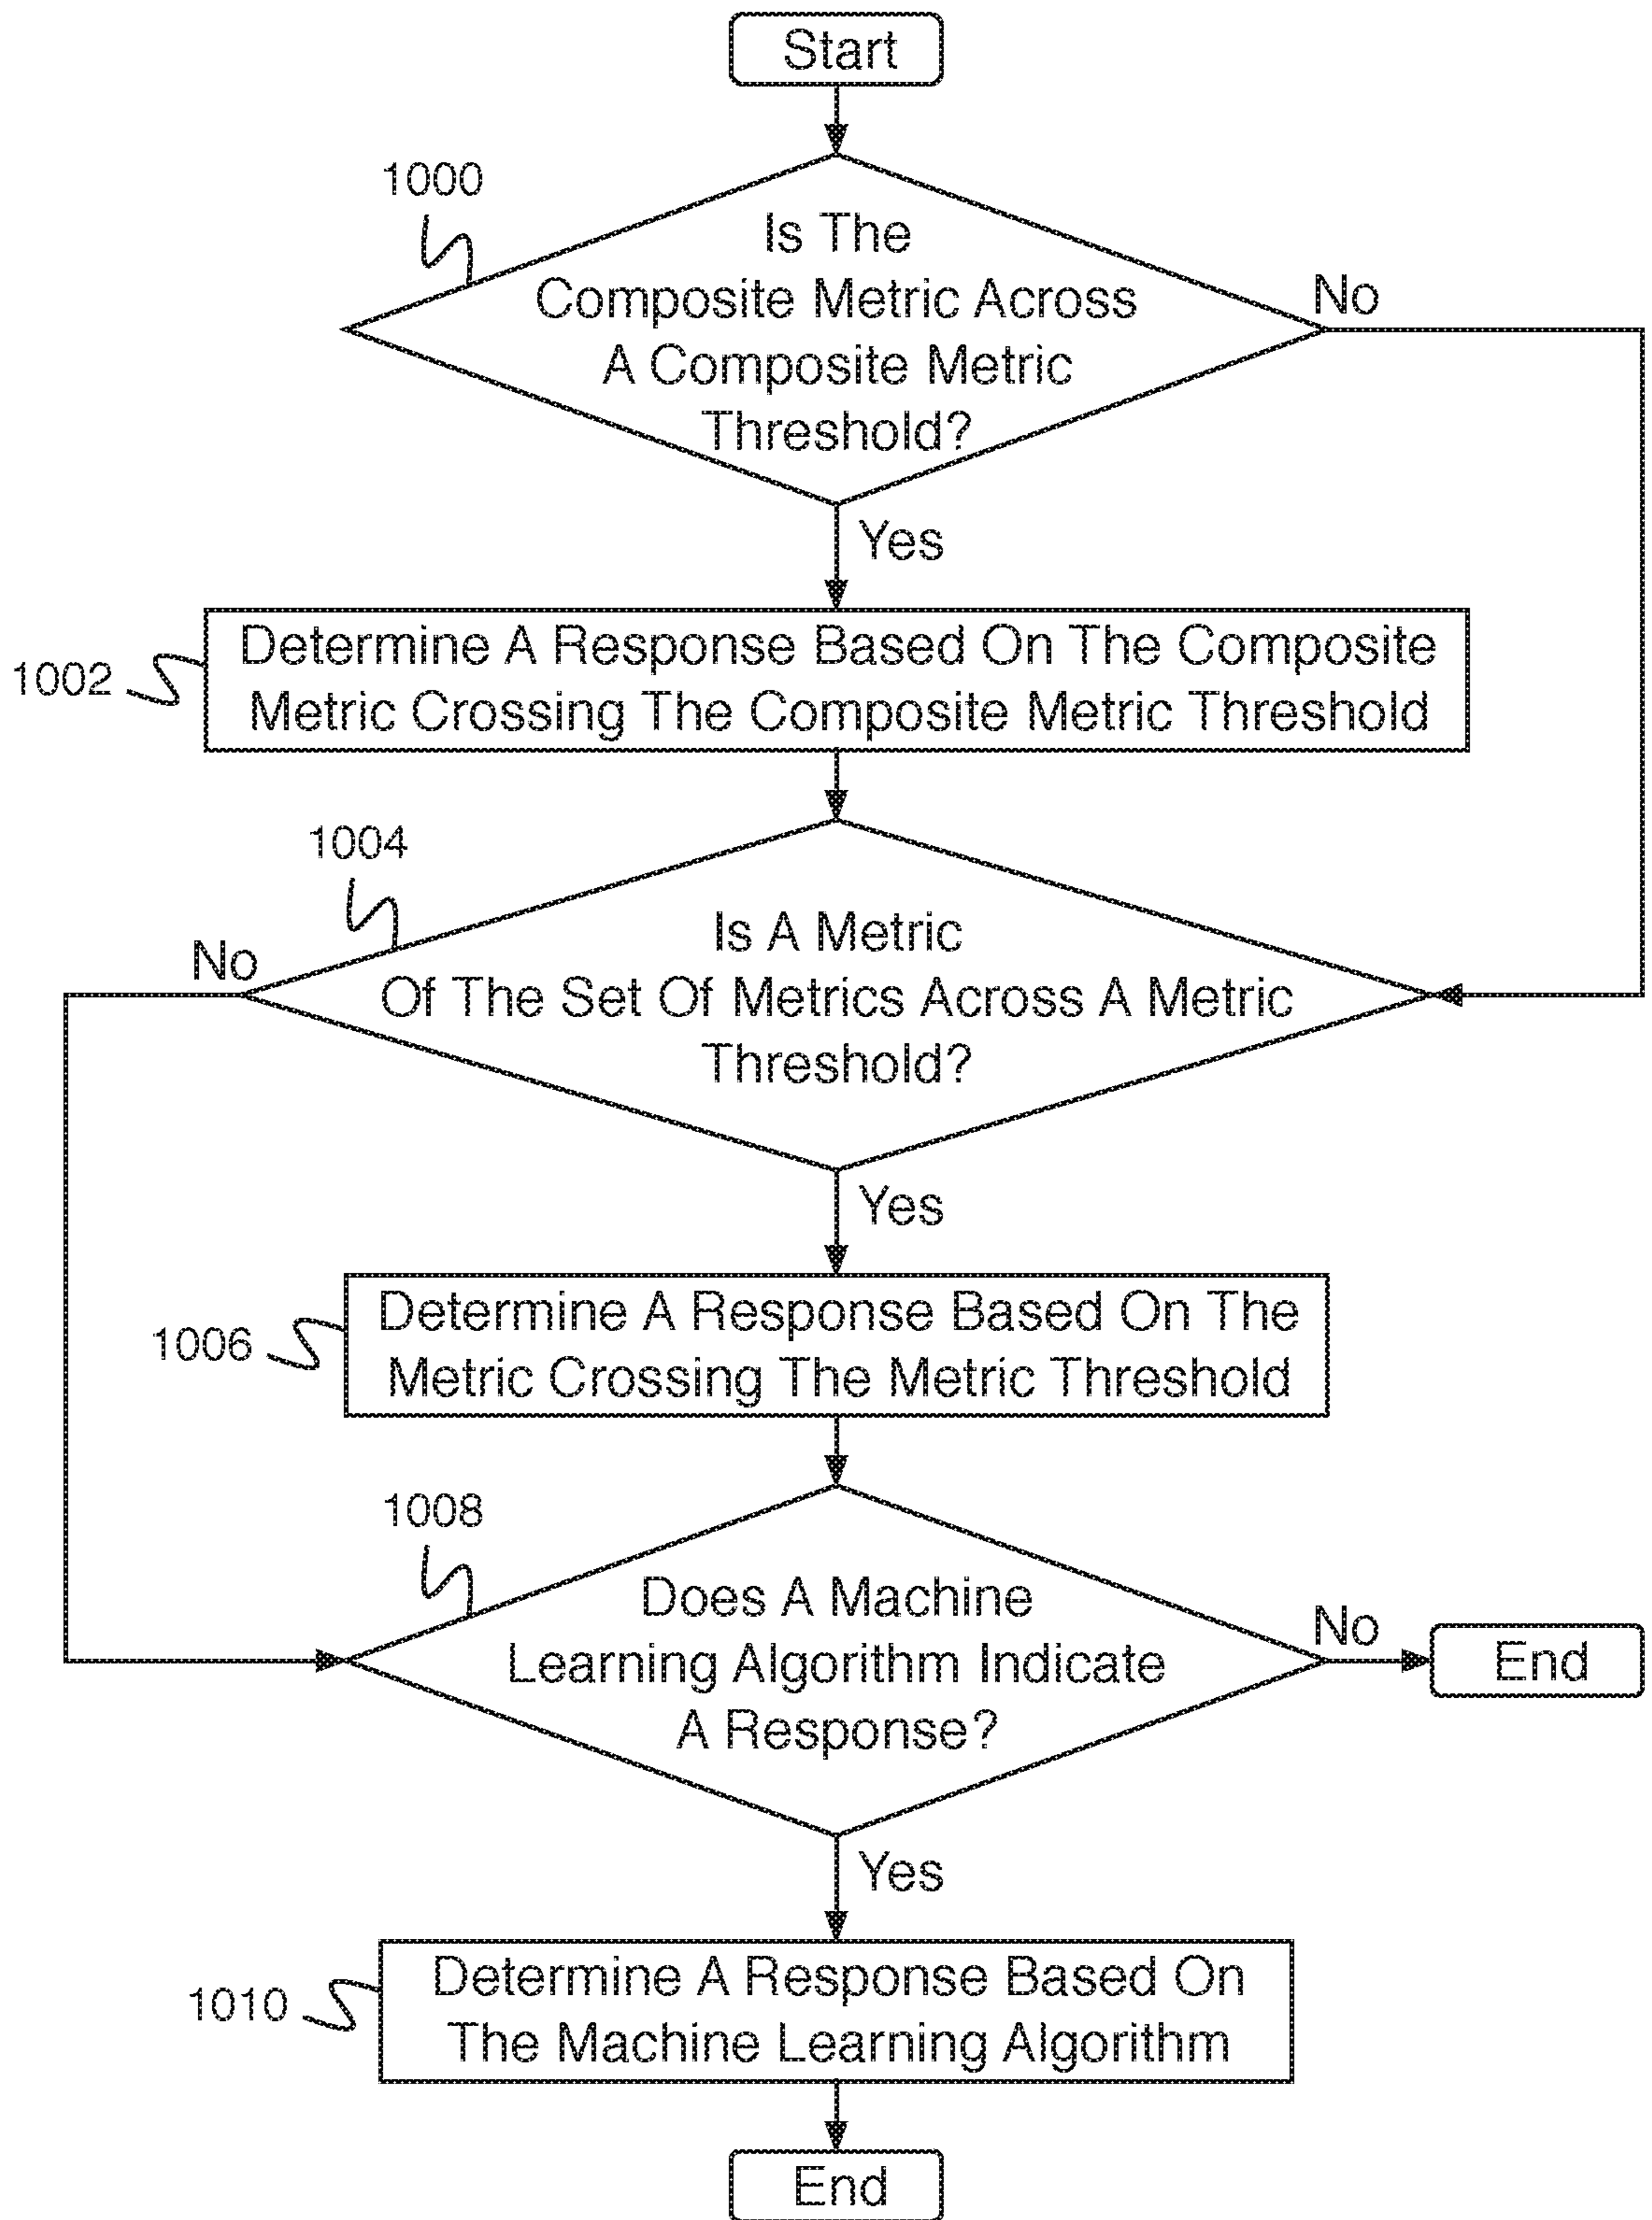 Start
1000
Is The
Composite Metric Across
A Composite Metric
Threshold?
No
Yes
1002
Determine A Response Based On The Composite
Metric Crossing The Composite Metric Threshold
1004
No
Is A Metric
Of The Set Of Metrics Across A Metric
Threshold?
Yes
1006
Determine A Response Based On The
Metric Crossing The Metric Threshold
1008
Does A Machine
Learning Algorithm Indicate
A Response?
No
End
Yes
1010
Determine A Response Based On
The Machine Learning Algorithm
End